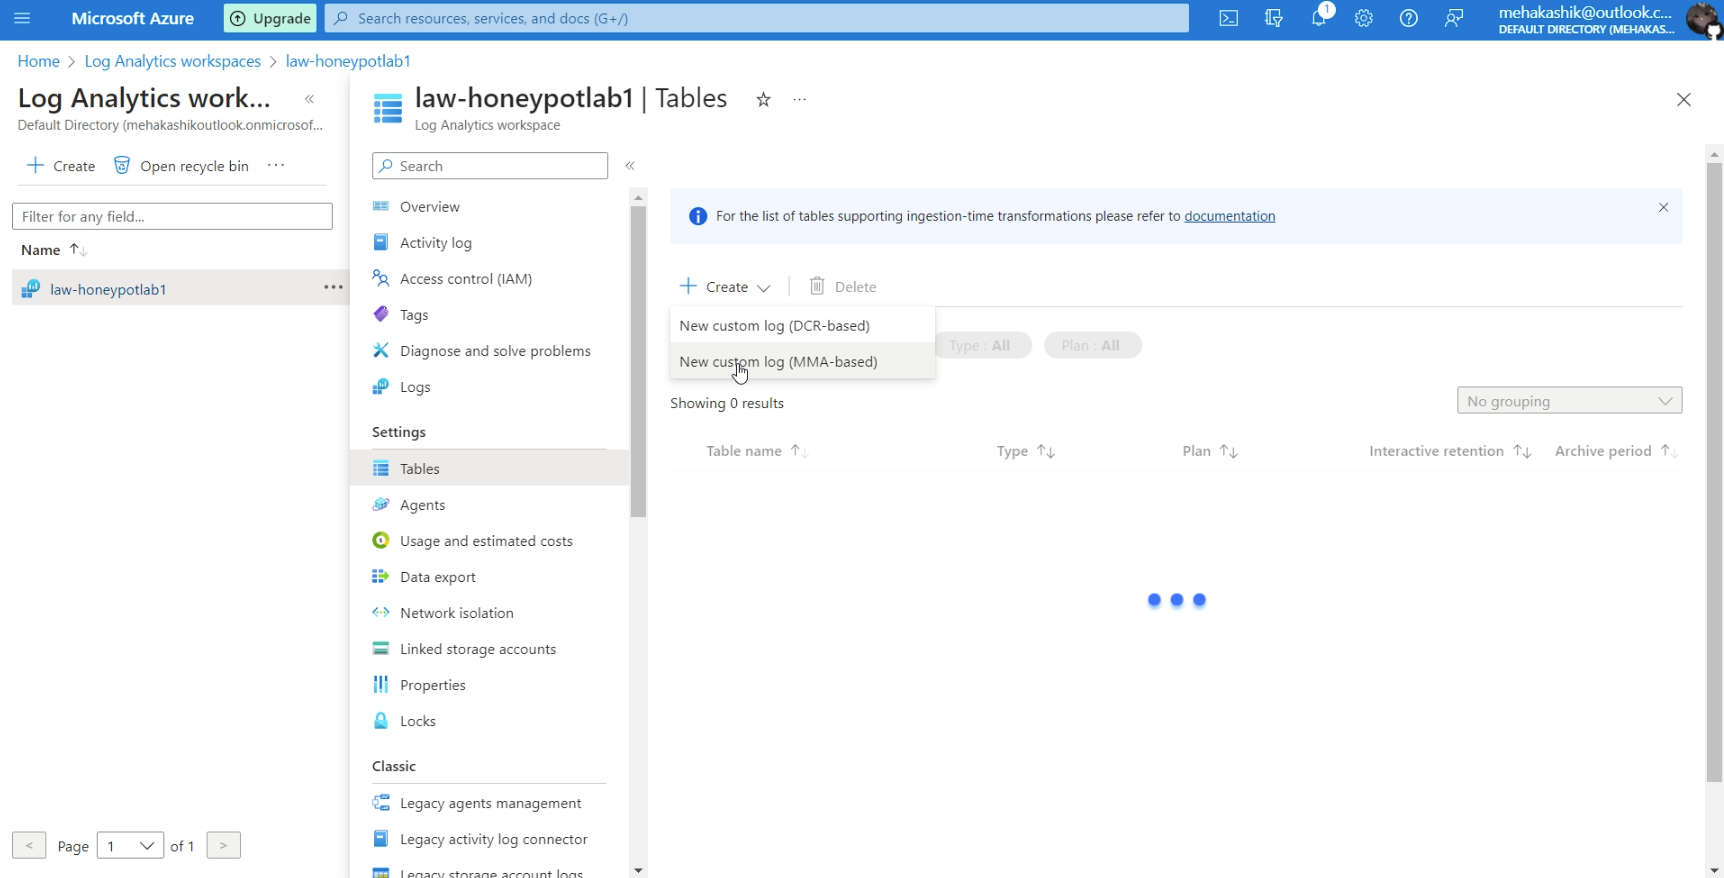 Microsoft Azure
Upgrade
Search resources, services, and docs (G+/)
1
mehakashik@outlook.c...
DEFAULT DIRECTORY (MEHAKAS...
Home > Log Analytics workspaces > law-honeypotlab1
Log Analytics work... «
Default Directory (mehakashikoutlook.onmicrosof...
+ Create Open recycle bin ...
Filter for any field...
Name ↑↓
law-honeypotlab1 ...
< Page 1 of 1 >
law-honeypotlab1 | Tables ☆ ...
Log Analytics workspace
Search «
Overview
Activity log
Access control (IAM)
Tags
Diagnose and solve problems
Logs
Settings
Tables
Agents
Usage and estimated costs
Data export
Network isolation
Linked storage accounts
Properties
Locks
Classic
Legacy agents management
Legacy activity log connector
Legacy storage account logs
For the list of tables supporting ingestion-time transformations please refer to documentation
+ Create Delete
New custom log (DCR-based)
New custom log (MMA-based)
Type : All Plan : All
Showing 0 results
No grouping
Table name ↑↓ Type ↑↓ Plan ↑↓ Interactive retention ↑↓ Archive period ↑↓